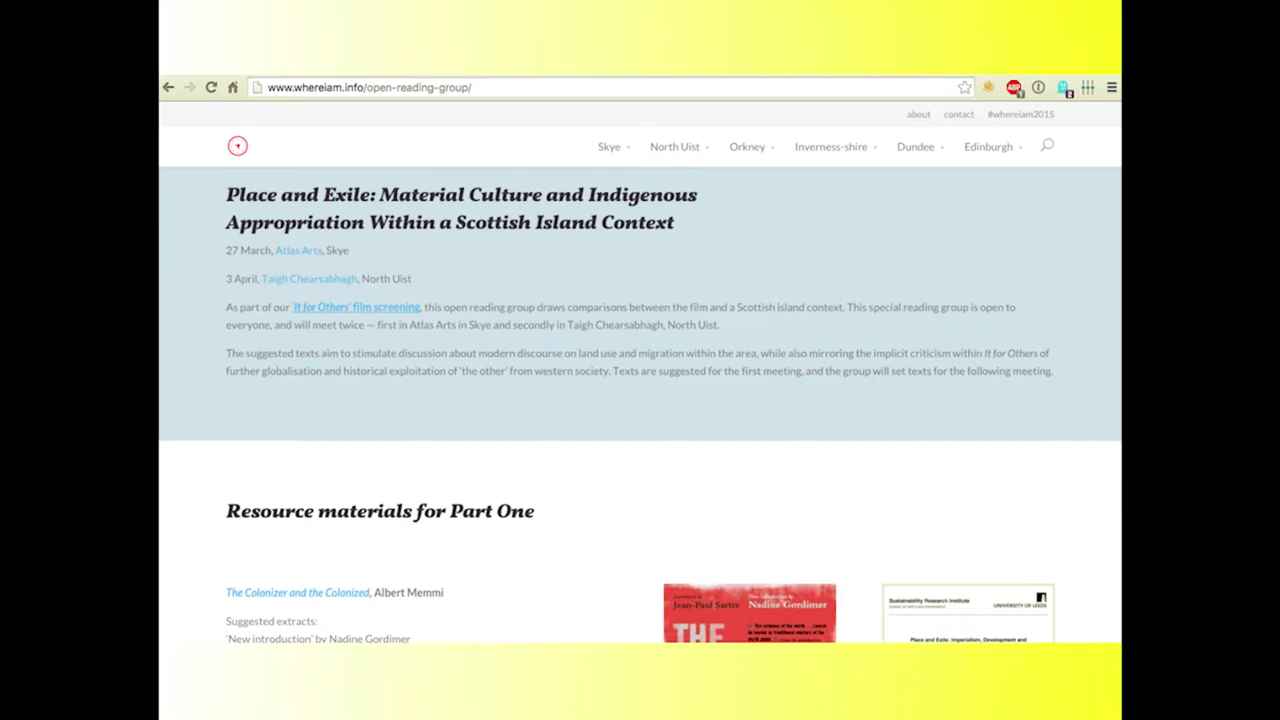 www.whereiam.info/open-reading-group/
ABP
about contact #whereiam2015
Skye North Uist Orkney Inverness-shire Dundee Edinburgh
Place and Exile: Material Culture and Indigenous
Appropriation Within a Scottish Island Context
27 March, Atlas Arts, Skye
3 April, Taigh Chearsabhagh, North Uist
As part of our 'It for Others' film screening, this open reading group draws comparisons between the film and a Scottish island context. This special reading group is open to
everyone, and will meet twice — first in Atlas Arts in Skye and secondly in Taigh Chearsabhagh, North Uist.
The suggested texts aim to stimulate discussion about modern discourse on land use and migration within the area, while also mirroring the implicit criticism within It for Others of
further globalisation and historical exploitation of 'the other' from western society. Texts are suggested for the first meeting, and the group will set texts for the following meeting.
Resource materials for Part One
The Colonizer and the Colonized, Albert Memmi
Suggested extracts:
'New introduction' by Nadine Gordimer
Jean-Paul Sartre Nadine Gordimer
THE
Sustainability Research Institute
UNIVERSITY OF LEEDS
Place and Exile: Imperialism, Development and